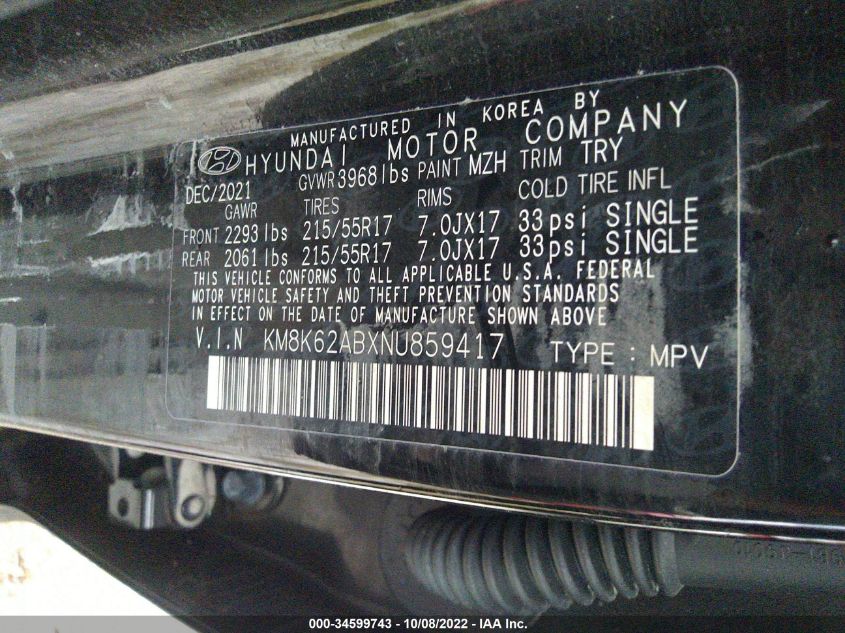 MANUFACTURED IN KOREA BY
HYUNDAI MOTOR COMPANY
DEC/2021 GVWR 3968 lbs PAINT MZH TRIM TRY
GAWR TIRES RIMS COLD TIRE INFL
FRONT 2293 lbs 215/55R17 7.0JX17 33psi SINGLE
REAR 2061 lbs 215/55R17 7.0JX17 33psi SINGLE
THIS VEHICLE CONFORMS TO ALL APPLICABLE U.S.A. FEDERAL
MOTOR VEHICLE SAFETY AND THEFT PREVENTION STANDARDS
IN EFFECT ON THE DATE OF MANUFACTURE SHOWN ABOVE.
V.I.N KM8K62ABXNU859417 TYPE : MPV
000-34599743 - 10/08/2022 - IAA Inc.